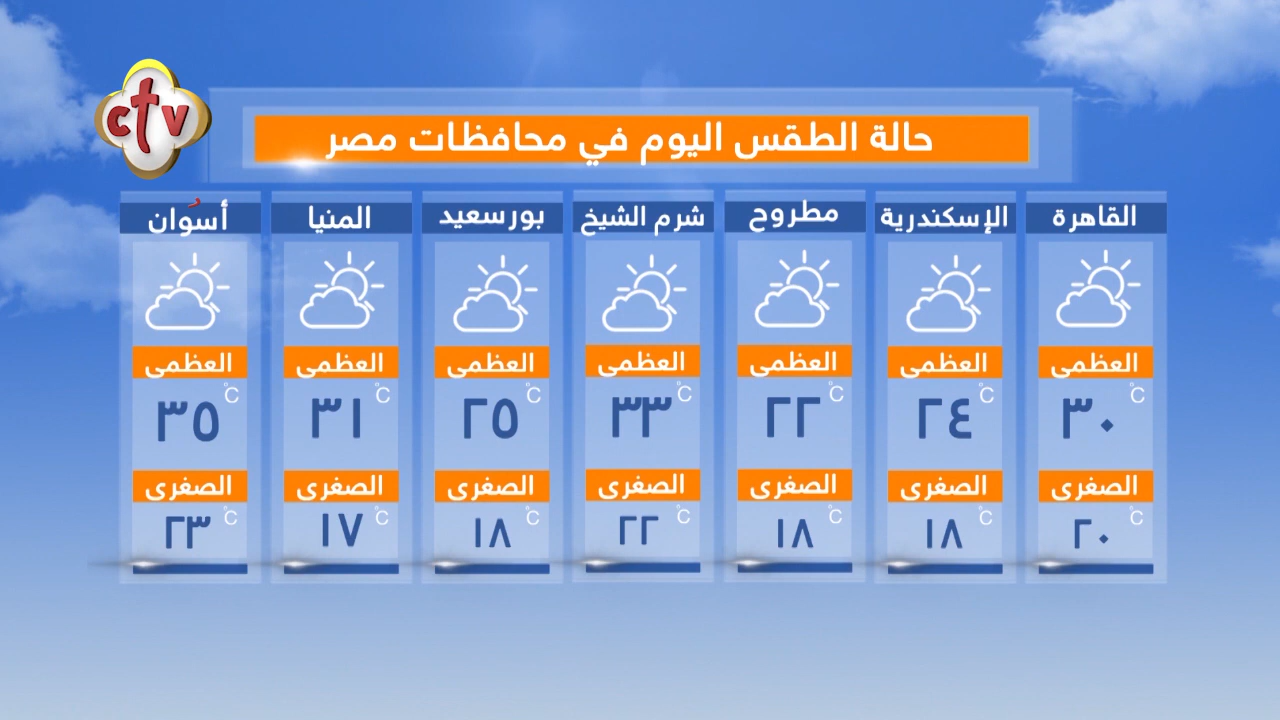 ctv
حالة الطقس اليوم في محافظات مصر
القاهرة
العظمى
٣٠ °C
الصغرى
٢٠ °C
الإسكندرية
العظمى
٢٤ °C
الصغرى
١٨ °C
مطروح
العظمى
٢٢ °C
الصغرى
١٨ °C
شرم الشيخ
العظمى
٣٣ °C
الصغرى
٢٢ °C
بورسعيد
العظمى
٢٥ °C
الصغرى
١٨ °C
المنيا
العظمى
٣١ °C
الصغرى
١٧ °C
أسُوان
العظمى
٣٥ °C
الصغرى
٢٣ °C